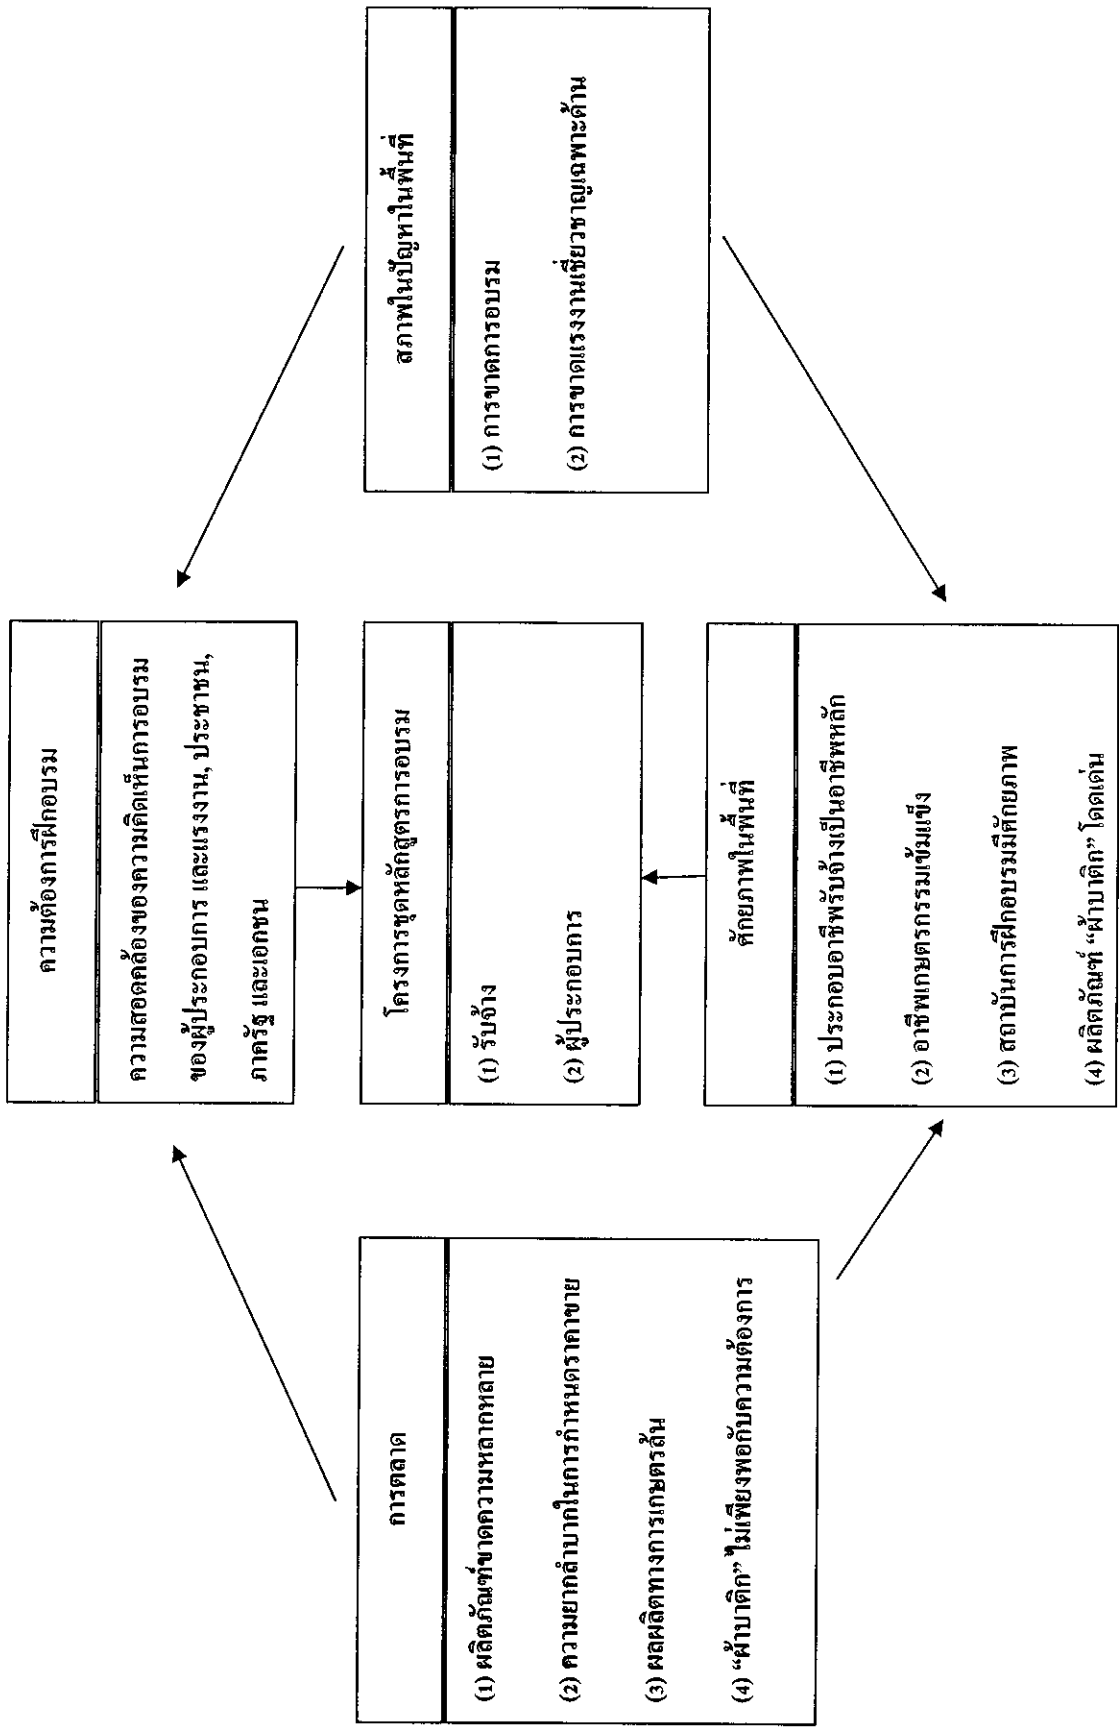 ความต้องการฝึกอบรม
ความสอดคล้องของความคิดเห็นการอบรม
ของผู้ประกอบการ และแรงงาน, ประชาชน,
ภาครัฐ และเอกชน
การตลาด
(1) ผลิตภัณฑ์ขาดความหลากหลาย
(2) ความยากลำบากในการกำหนดราคาขาย
(3) ผลผลิตทางการเกษตรล้น
(4) “ผ้าบาติก” ไม่เพียงพอกับความต้องการ
โครงการชุดหลักสูตรการอบรม
(1) รับจ้าง
(2) ผู้ประกอบการ
สภาพในปัญหาในพื้นที่
(1) การขาดการอบรม
(2) การขาดแรงงานเชี่ยวชาญเฉพาะด้าน
ศักยภาพในพื้นที่
(1) ประกอบอาชีพรับจ้างเป็นอาชีพหลัก
(2) อาชีพเกษตรกรรมเข้มแข็ง
(3) สถาบันการฝึกอบรมมีศักยภาพ
(4) ผลิตภัณฑ์ “ผ้าบาติก” โดดเด่น